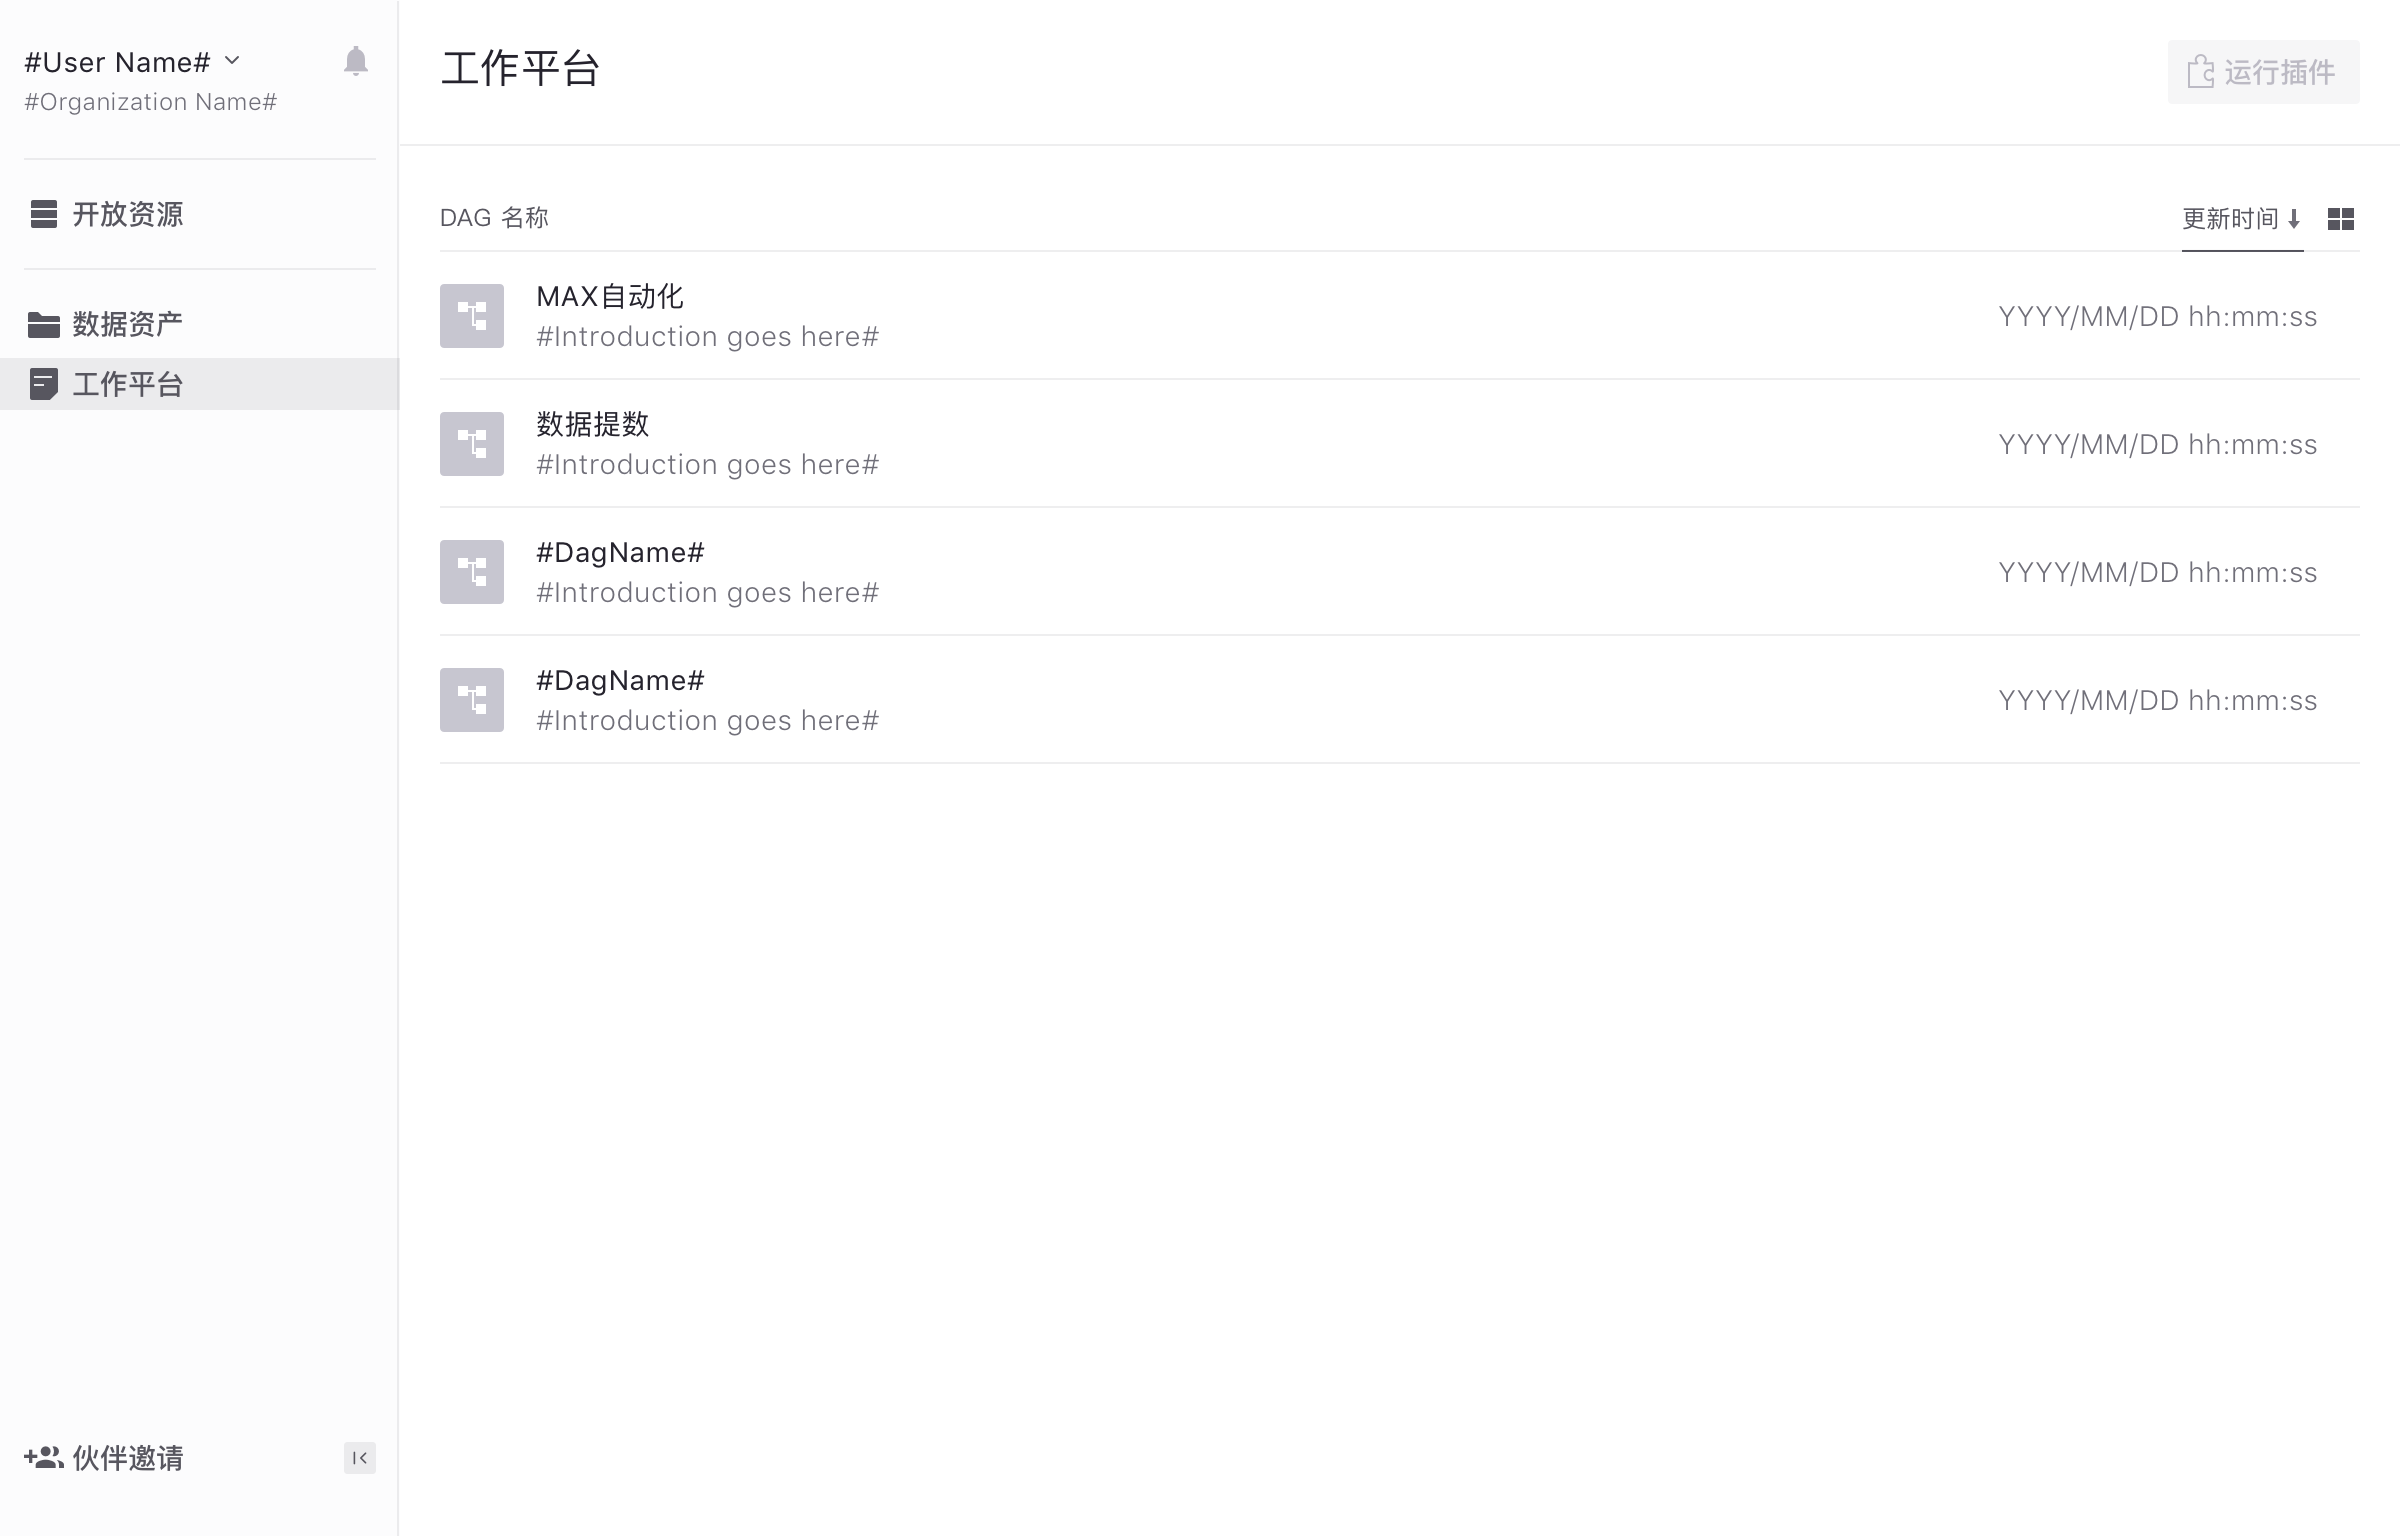 #User Name#
#Organization Name#
开放资源
数据资产
工作平台
伙伴邀请
工作平台
运行插件
DAG 名称
更新时间
MAX自动化
#Introduction goes here#
YYYY/MM/DD hh:mm:ss
数据提数
#Introduction goes here#
YYYY/MM/DD hh:mm:ss
#DagName#
#Introduction goes here#
YYYY/MM/DD hh:mm:ss
#DagName#
#Introduction goes here#
YYYY/MM/DD hh:mm:ss